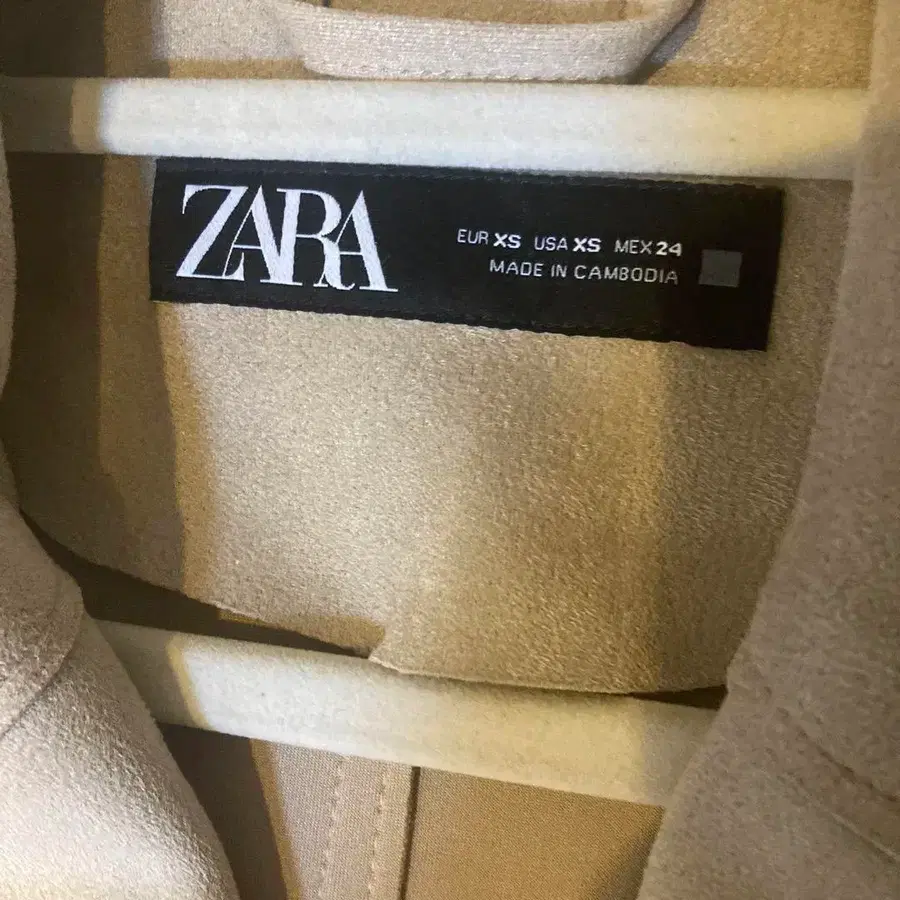 ZARA
EUR XS USA XS MEX 24
MADE IN CAMBODIA